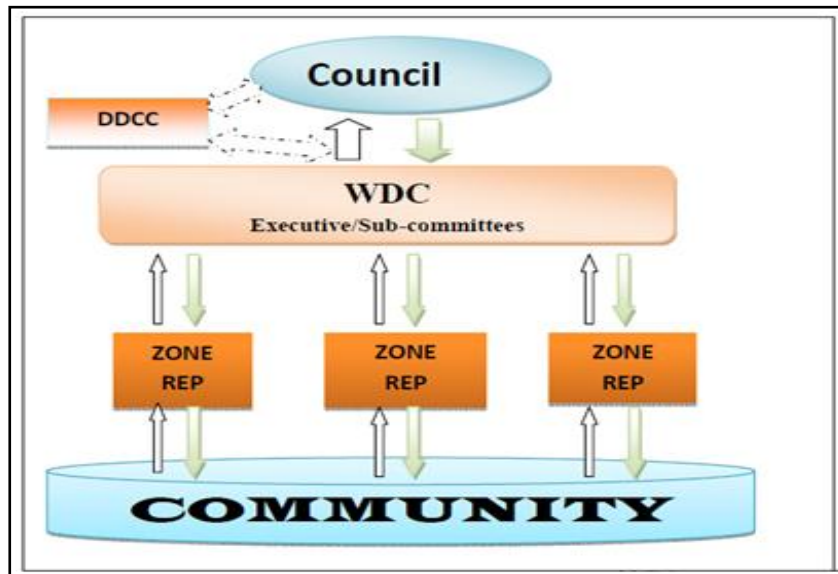 Council
DDCC
WDC
Executive/Sub-committees
ZONE
REP
ZONE
REP
ZONE
REP
COMMUNITY